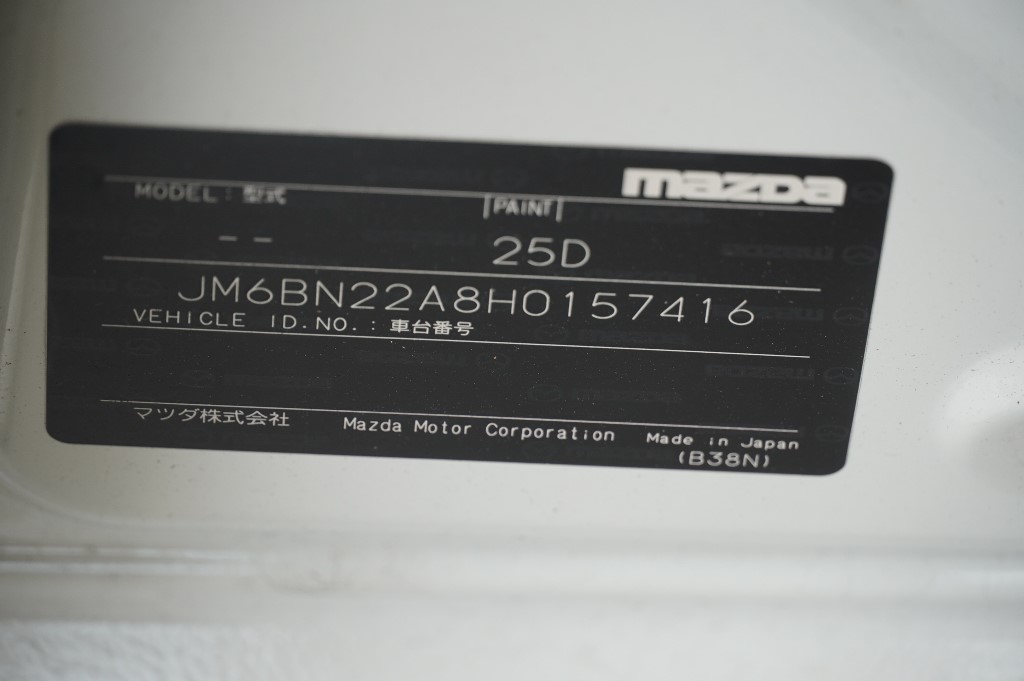 mazda
MODEL : 型式 |PAINT|
-- 25D
JM6BN22A8H0157416
VEHICLE ID.NO. : 車台番号
マツダ株式会社 Mazda Motor Corporation Made in Japan
(B38N)